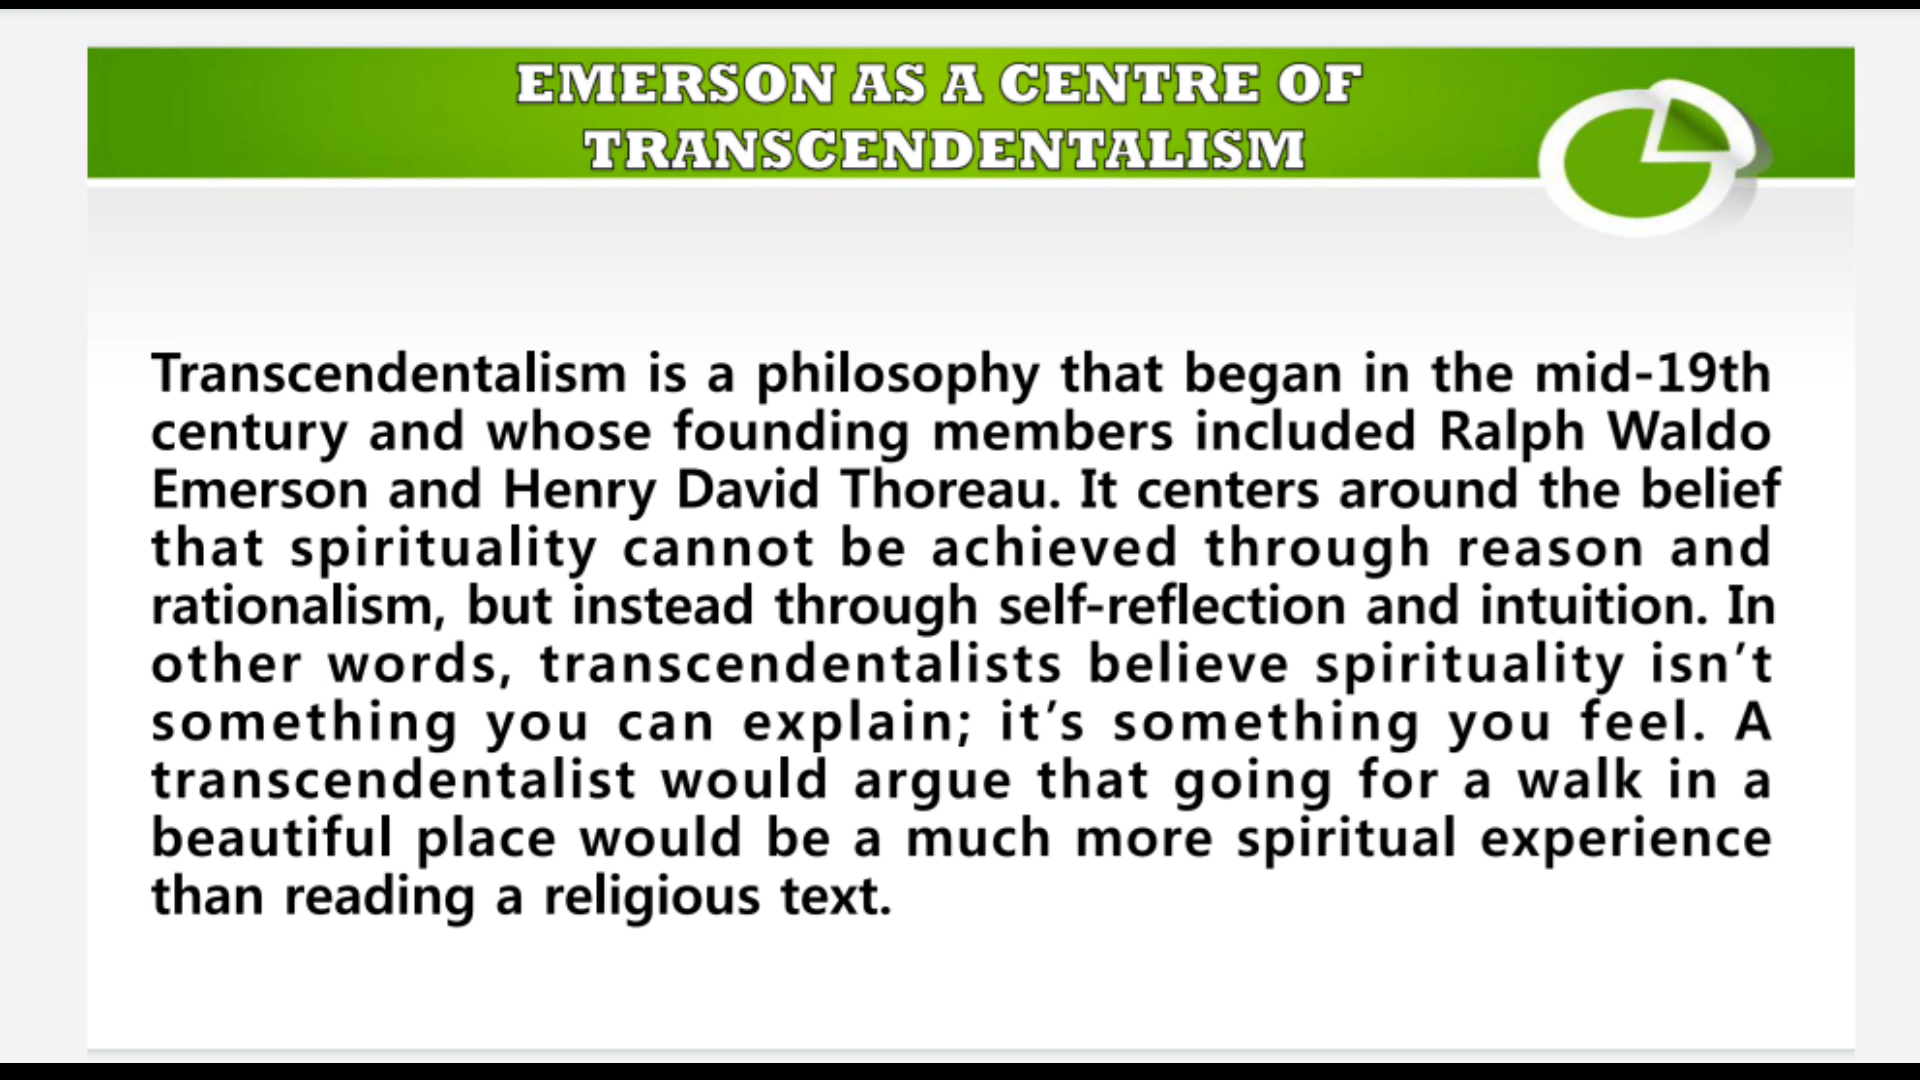 EMERSON AS A CENTRE OF
TRANSCENDENTALISM
Transcendentalism is a philosophy that began in the mid-19th
century and whose founding members included Ralph Waldo
Emerson and Henry David Thoreau. It centers around the belief
that spirituality cannot be achieved through reason and
rationalism, but instead through self-reflection and intuition. In
other words, transcendentalists believe spirituality isn’t
something you can explain; it’s something you feel. A
transcendentalist would argue that going for a walk in a
beautiful place would be a much more spiritual experience
than reading a religious text.